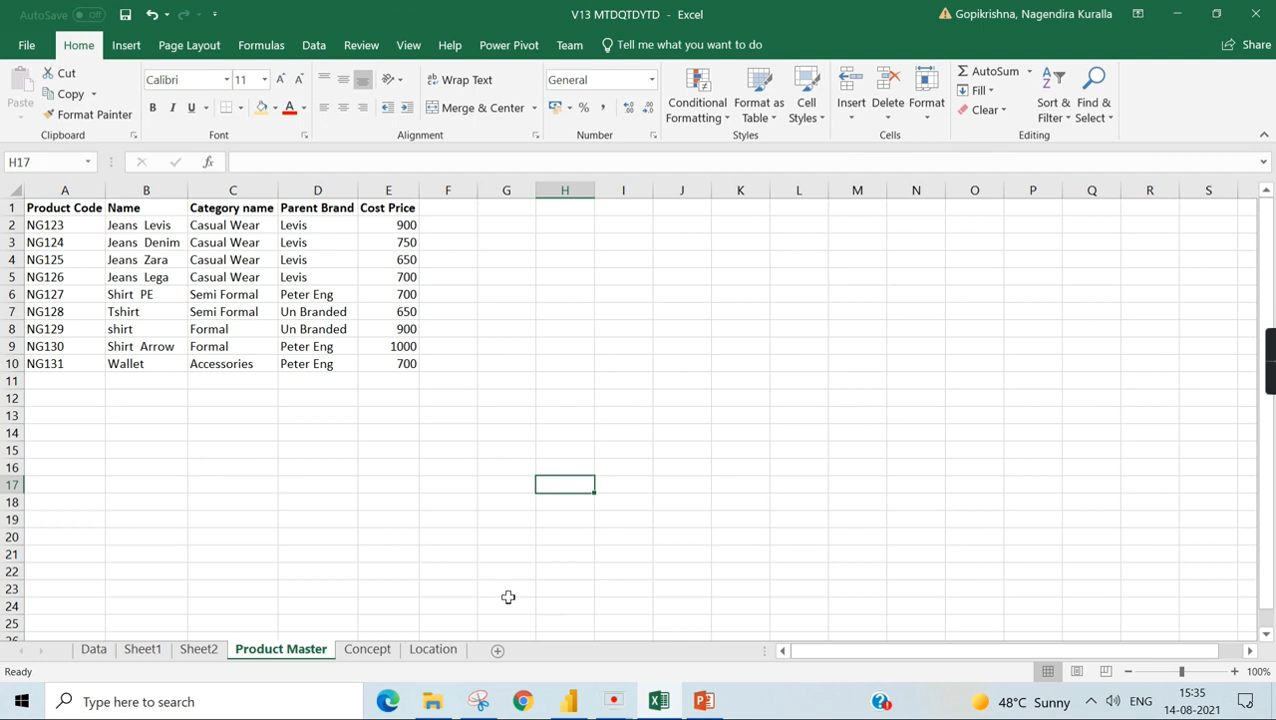 AutoSave Off
V13 MTDQTDYTD - Excel
Gopikrishna, Nagendira Kuralla
File Home Insert Page Layout Formulas Data Review View Help Power Pivot Team Tell me what you want to do Share
Paste
Cut
Copy
Format Painter
Calibri 11
B I U A
Wrap Text
Merge & Center
General
% ,
Conditional Formatting
Format as Table
Cell Styles
Insert
Delete
Format
AutoSum
Fill
Clear
Sort & Filter
Find & Select
Clipboard Font Alignment Number Styles Cells Editing
H17 fx
A B C D E F G H I J K L M N O P Q R S
1 Product Code Name Category name Parent Brand Cost Price
2 NG123 Jeans Levis Casual Wear Levis 900
3 NG124 Jeans Denim Casual Wear Levis 750
4 NG125 Jeans Zara Casual Wear Levis 650
5 NG126 Jeans Lega Casual Wear Levis 700
6 NG127 Shirt PE Semi Formal Peter Eng 700
7 NG128 Tshirt Semi Formal Un Branded 650
8 NG129 shirt Formal Un Branded 900
9 NG130 Shirt Arrow Formal Peter Eng 1000
10 NG131 Wallet Accessories Peter Eng 700
11
12
13
14
15
16
17
18
19
20
21
22
23
24
25
26
Data Sheet1 Sheet2 Product Master Concept Location
Ready 100%
Type here to search
48°C Sunny ENG 15:35
14-08-2021